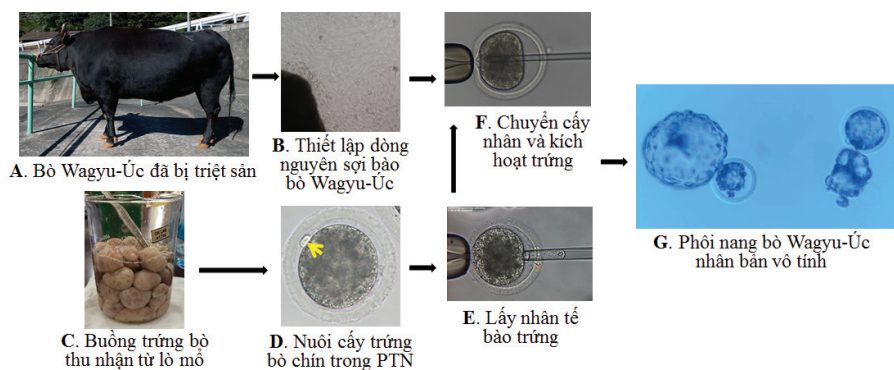 A. Bò Wagyu-Úc đã bị triệt sản
B. Thiết lập dòng
nguyên sợi bào
bò Wagyu-Úc
F. Chuyển cấy
nhân và kích
hoạt trứng
C. Buồng trứng bò
thu nhận từ lò mổ
D. Nuôi cấy trứng
bò chín trong PTN
E. Lấy nhân tế
bào trứng
G. Phôi nang bò Wagyu-Úc
nhân bản vô tính